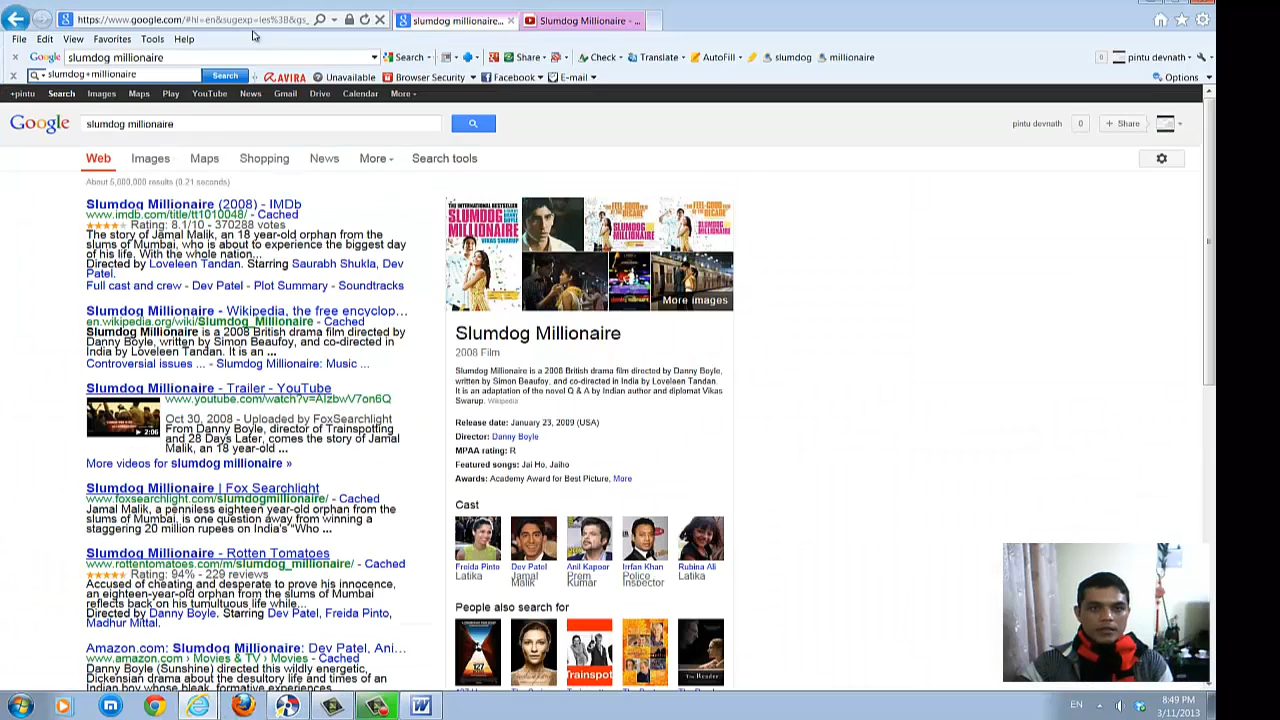 https://www.google.com/#hl=en&sugexp=les%3B&gs_
slumdog millionaire...
Slumdog Millionaire - ...
File Edit View Favorites Tools Help
Google slumdog millionaire Search Share Check Translate AutoFill slumdog millionaire 0 pintu devnath
slumdog+millionaire Search AVIRA Unavailable Browser Security Facebook E-mail Options
+pintu Search Images Maps Play YouTube News Gmail Drive Calendar More
Google slumdog millionaire pintu devnath 0 + Share
Web Images Maps Shopping News More Search tools
About 5,000,000 results (0.21 seconds)
Slumdog Millionaire (2008) - IMDb
www.imdb.com/title/tt1010048/ - Cached
Rating: 8.1/10 - 370288 votes
The story of Jamal Malik, an 18 year-old orphan from the
slums of Mumbai, who is about to experience the biggest day
of his life. With the whole nation...
Directed by Loveleen Tandan. Starring Saurabh Shukla, Dev
Patel.
Full cast and crew - Dev Patel - Plot Summary - Soundtracks
Slumdog Millionaire - Wikipedia, the free encyclop...
en.wikipedia.org/wiki/Slumdog_Millionaire - Cached
Slumdog Millionaire is a 2008 British drama film directed by
Danny Boyle, written by Simon Beaufoy, and co-directed in
India by Loveleen Tandan. It is an ...
Controversial issues ... - Slumdog Millionaire: Music ...
Slumdog Millionaire - Trailer - YouTube
www.youtube.com/watch?v=AIzbwV7on6Q
Oct 30, 2008 - Uploaded by FoxSearchlight
From Danny Boyle, director of Trainspotting
and 28 Days Later, comes the story of Jamal
Malik, an 18 year-old ...
2:06
More videos for slumdog millionaire »
Slumdog Millionaire | Fox Searchlight
www.foxsearchlight.com/slumdogmillionaire/ - Cached
Jamal Malik, a penniless eighteen year-old orphan from the
slums of Mumbai, is one question away from winning a
staggering 20 million rupees on India's "Who ...
Slumdog Millionaire - Rotten Tomatoes
www.rottentomatoes.com/m/slumdog_millionaire/ - Cached
Rating: 94% - 229 reviews
Accused of cheating and desperate to prove his innocence,
an eighteen-year-old orphan from the slums of Mumbai
reflects back on his tumultuous life while...
Directed by Danny Boyle. Starring Dev Patel, Freida Pinto,
Madhur Mittal.
Amazon.com: Slumdog Millionaire: Dev Patel, Ani...
www.amazon.com › Movies & TV › Movies - Cached
Danny Boyle (Sunshine) directed this wildly energetic,
Dickensian drama about the desultory life and times of an
Indian boy whose bleak, formative experiences
SLUMDOG
MILLIONAIRE
VIKAS SWARUP
More images
Slumdog Millionaire
2008 Film
Slumdog Millionaire is a 2008 British drama film directed by Danny Boyle,
written by Simon Beaufoy, and co-directed in India by Loveleen Tandan.
It is an adaptation of the novel Q & A by Indian author and diplomat Vikas
Swarup. Wikipedia
Release date: January 23, 2009 (USA)
Director: Danny Boyle
MPAA rating: R
Featured songs: Jai Ho, Jaiho
Awards: Academy Award for Best Picture, More
Cast
Freida Pinto Dev Patel Anil Kapoor Irrfan Khan Rubina Ali
Latika Jamal Malik Prem Kumar Police Inspector Latika
People also search for
Trainspot
EN
8:49 PM
3/11/2013